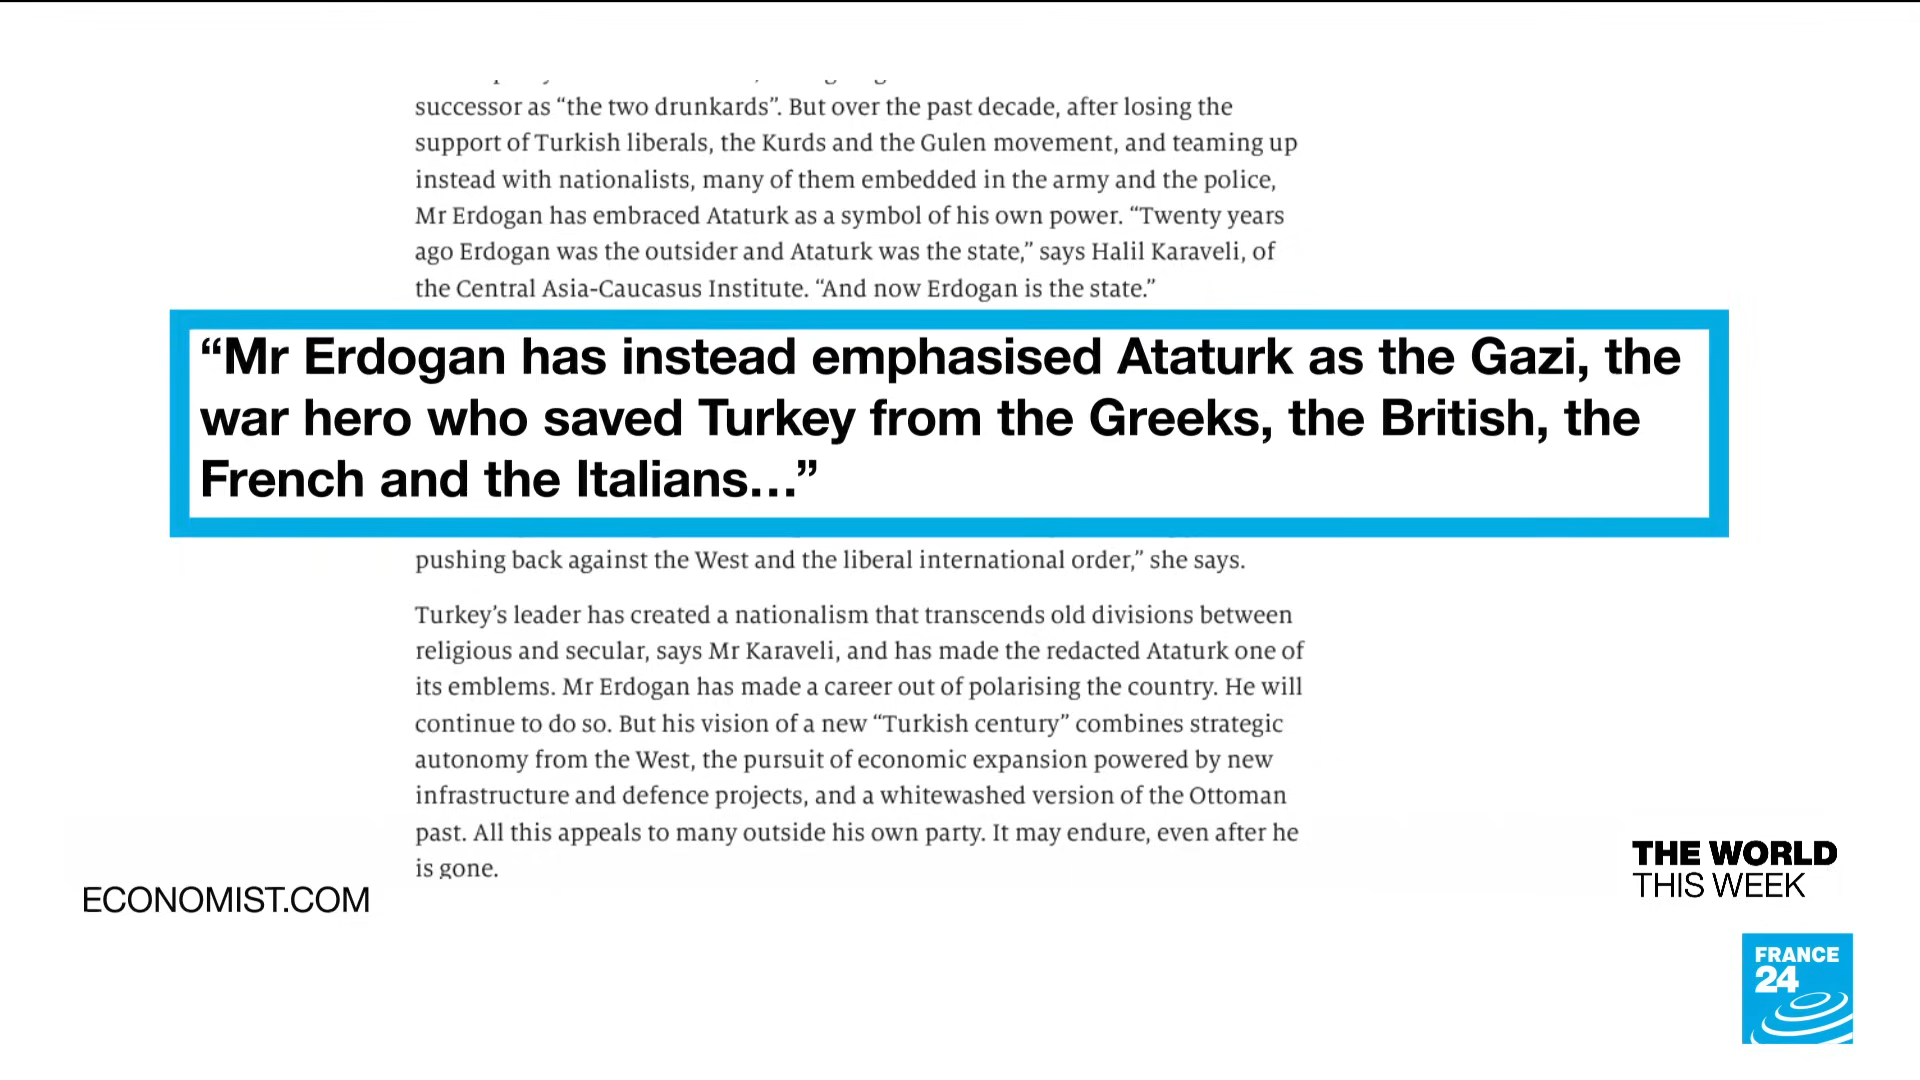 successor as “the two drunkards”. But over the past decade, after losing the
support of Turkish liberals, the Kurds and the Gulen movement, and teaming up
instead with nationalists, many of them embedded in the army and the police,
Mr Erdogan has embraced Ataturk as a symbol of his own power. “Twenty years
ago Erdogan was the outsider and Ataturk was the state,” says Halil Karaveli, of
the Central Asia-Caucasus Institute. “And now Erdogan is the state.”
“Mr Erdogan has instead emphasised Ataturk as the Gazi, the
war hero who saved Turkey from the Greeks, the British, the
French and the Italians…”
pushing back against the West and the liberal international order,” she says.
Turkey’s leader has created a nationalism that transcends old divisions between
religious and secular, says Mr Karaveli, and has made the redacted Ataturk one of
its emblems. Mr Erdogan has made a career out of polarising the country. He will
continue to do so. But his vision of a new “Turkish century” combines strategic
autonomy from the West, the pursuit of economic expansion powered by new
infrastructure and defence projects, and a whitewashed version of the Ottoman
past. All this appeals to many outside his own party. It may endure, even after he
is gone.
ECONOMIST.COM
THE WORLD
THIS WEEK
FRANCE
24